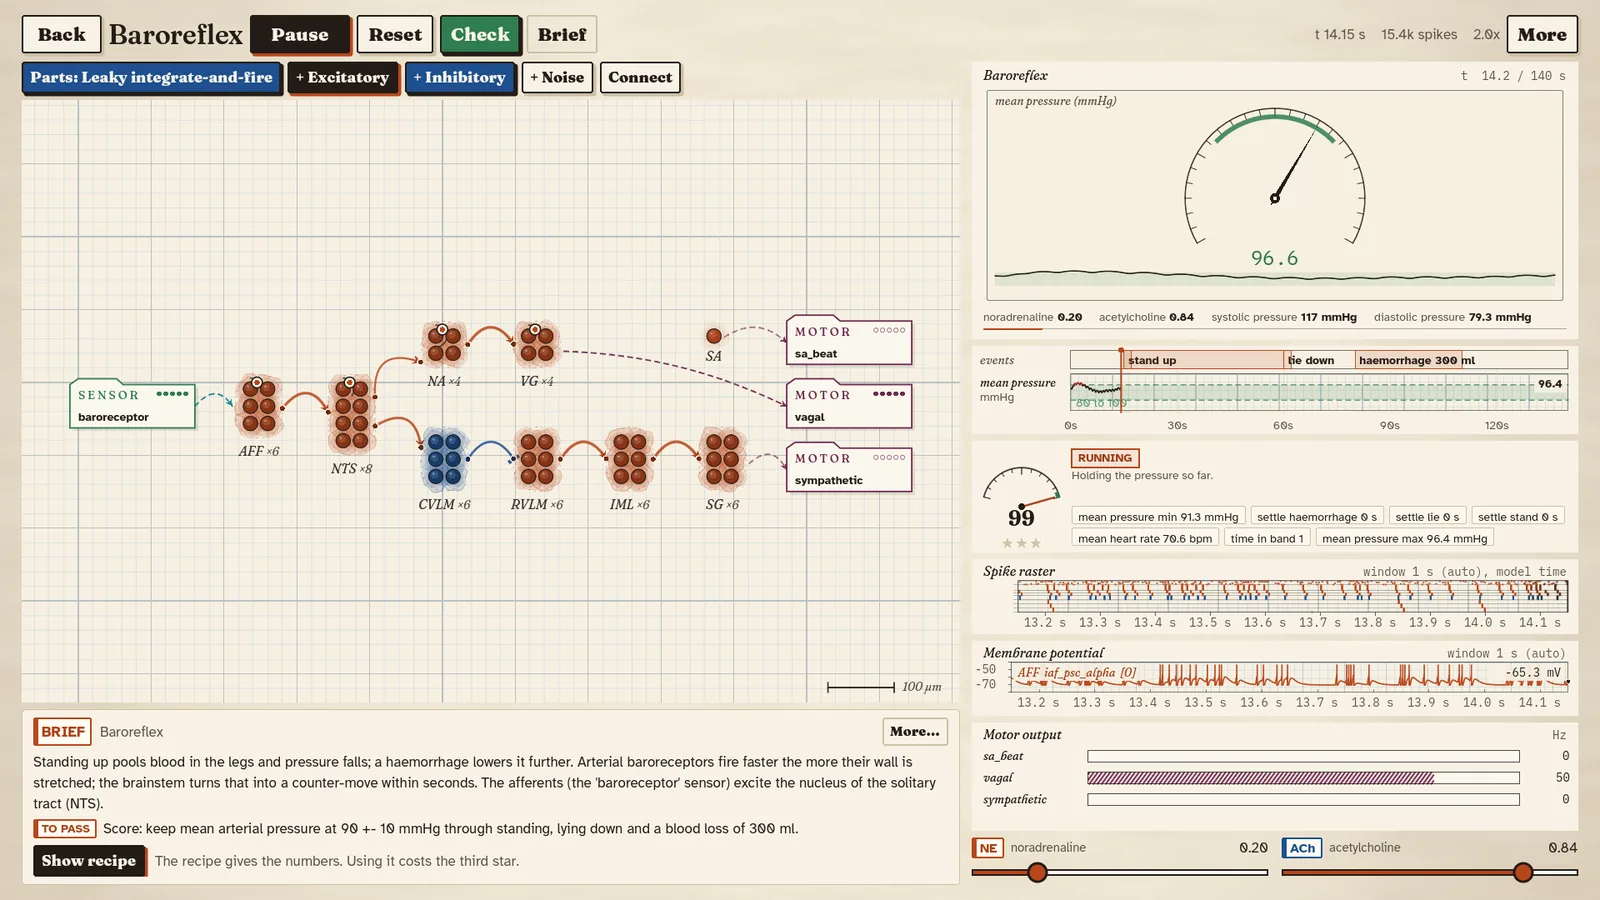 Back Baroreflex Pause Reset Check Brief t 14.15 s 15.4k spikes 2.0x More
Parts: Leaky integrate-and-fire + Excitatory + Inhibitory + Noise Connect
SENSOR
baroreceptor
AFF ×6
NTS ×8
NA ×4
VG ×4
CVLM ×6
RVLM ×6
IML ×6
SG ×6
SA
MOTOR
sa_beat
MOTOR
vagal
MOTOR
sympathetic
100 µm
BRIEF Baroreflex More...
Standing up pools blood in the legs and pressure falls; a haemorrhage lowers it further. Arterial baroreceptors fire faster the more their wall is
stretched; the brainstem turns that into a counter-move within seconds. The afferents (the 'baroreceptor' sensor) excite the nucleus of the solitary
tract (NTS).
TO PASS Score: keep mean arterial pressure at 90 +- 10 mmHg through standing, lying down and a blood loss of 300 ml.
Show recipe The recipe gives the numbers. Using it costs the third star.
Baroreflex t 14.2 / 140 s
mean pressure (mmHg)
96.6
noradrenaline 0.20 acetylcholine 0.84 systolic pressure 117 mmHg diastolic pressure 79.3 mmHg
events stand up lie down haemorrhage 300 ml
mean pressure 96.4
mmHg
80 to 100
0s 30s 60s 90s 120s
RUNNING
Holding the pressure so far.
99
mean pressure min 91.3 mmHg settle haemorrhage 0 s settle lie 0 s settle stand 0 s
mean heart rate 70.6 bpm time in band 1 mean pressure max 96.4 mmHg
Spike raster window 1 s (auto), model time
13.2 s 13.3 s 13.4 s 13.5 s 13.6 s 13.7 s 13.8 s 13.9 s 14.0 s 14.1 s
Membrane potential window 1 s (auto)
-50
-70
AFF iaf_psc_alpha [0] -65.3 mV
13.2 s 13.3 s 13.4 s 13.5 s 13.6 s 13.7 s 13.8 s 13.9 s 14.0 s 14.1 s
Motor output Hz
sa_beat 0
vagal 50
sympathetic 0
NE noradrenaline 0.20 ACh acetylcholine 0.84